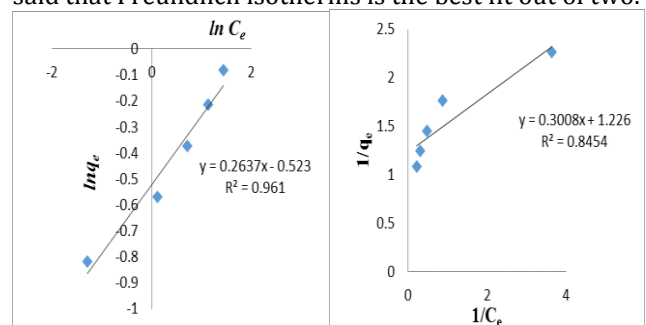 said that Freundlich isotherms is the best fit out of two.
ln Cₑ
0
-2
0
2
-0.1
-0.2
-0.3
-0.4
-0.5
-0.6
-0.7
-0.8
-0.9
-1
lnqₑ
y = 0.2637x - 0.523
R² = 0.961
2.5
2
1.5
1
0.5
0
0
2
4
1/qₑ
y = 0.3008x + 1.226
R² = 0.8454
1/Cₑ